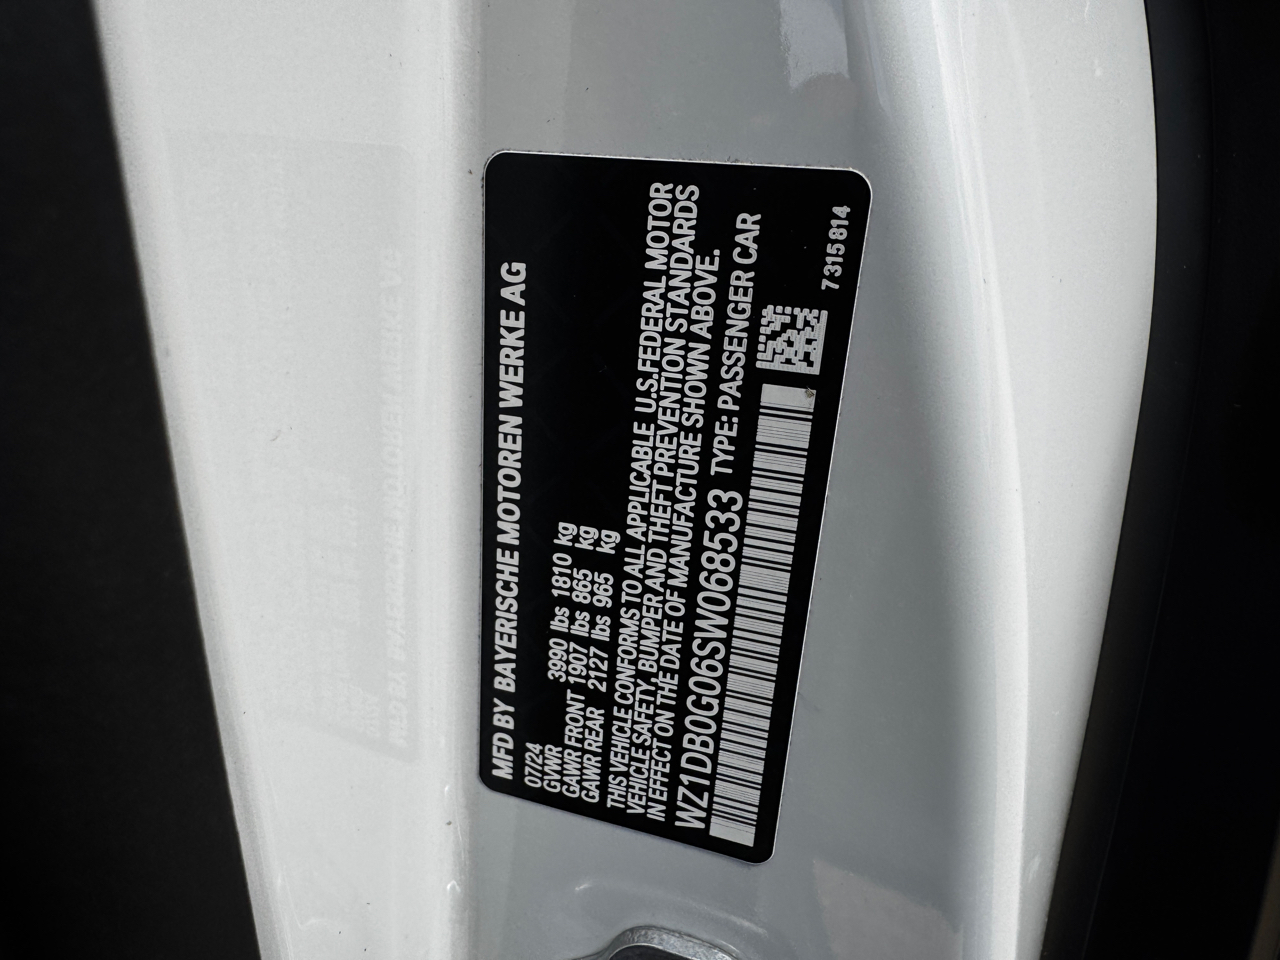 MFD BY BAYERISCHE MOTOREN WERKE AG
07/24
GVWR 3990 lbs 1810 kg
GAWR FRONT 1907 lbs 865 kg
GAWR REAR 2127 lbs 965 kg
THIS VEHICLE CONFORMS TO ALL APPLICABLE U.S.FEDERAL MOTOR
VEHICLE SAFETY, BUMPER AND THEFT PREVENTION STANDARDS
IN EFFECT ON THE DATE OF MANUFACTURE SHOWN ABOVE.
WZ1DB0G06SW068533 TYPE: PASSENGER CAR
7 315 814